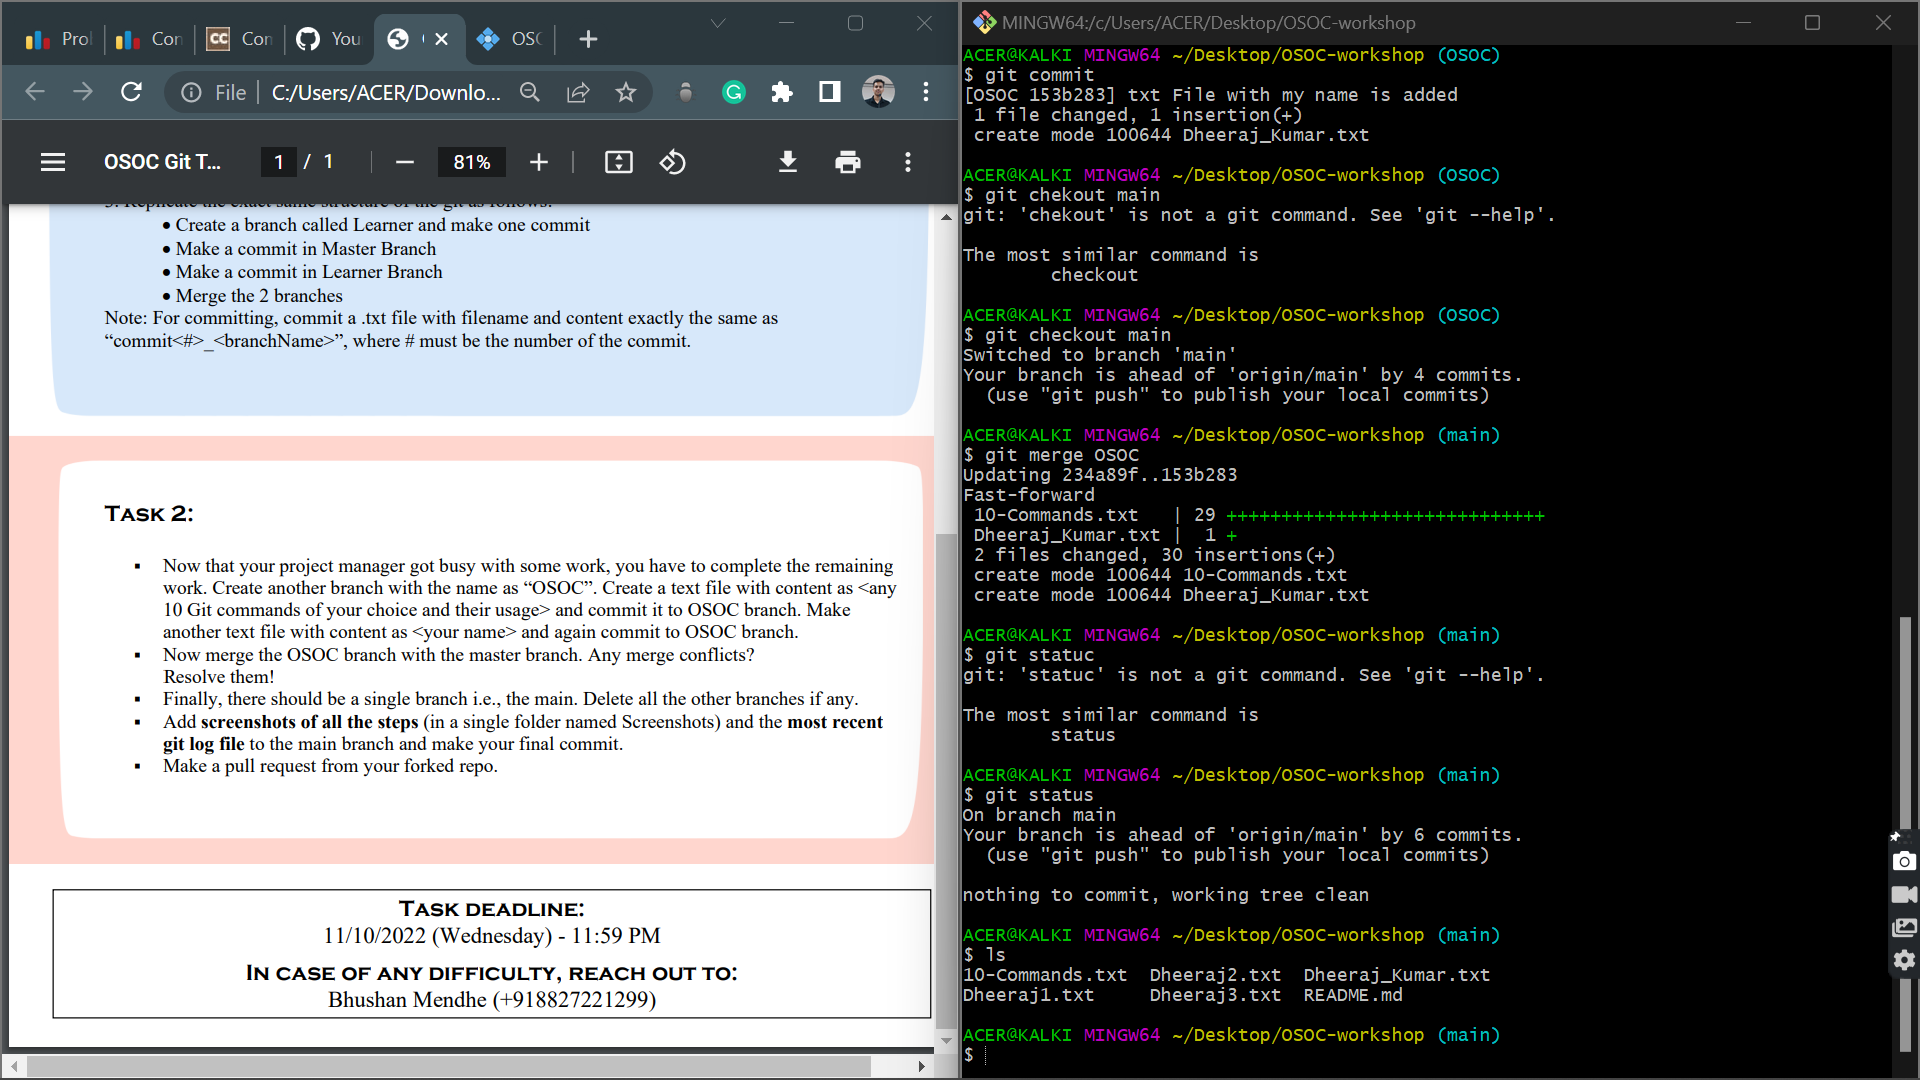 Pro
Con
CC Con
You
OSC
File
C:/Users/ACER/Downlo...
OSOC Git T...
1 / 1
81%
3. Replicate the exact same structure of the git as follows:
• Create a branch called Learner and make one commit
• Make a commit in Master Branch
• Make a commit in Learner Branch
• Merge the 2 branches
Note: For committing, commit a .txt file with filename and content exactly the same as
“commit<#>_<branchName>”, where # must be the number of the commit.
TASK 2:
▪ Now that your project manager got busy with some work, you have to complete the remaining
work. Create another branch with the name as “OSOC”. Create a text file with content as <any
10 Git commands of your choice and their usage> and commit it to OSOC branch. Make
another text file with content as <your name> and again commit to OSOC branch.
▪ Now merge the OSOC branch with the master branch. Any merge conflicts?
Resolve them!
▪ Finally, there should be a single branch i.e., the main. Delete all the other branches if any.
▪ Add screenshots of all the steps (in a single folder named Screenshots) and the most recent
git log file to the main branch and make your final commit.
▪ Make a pull request from your forked repo.
TASK DEADLINE:
11/10/2022 (Wednesday) - 11:59 PM
IN CASE OF ANY DIFFICULTY, REACH OUT TO:
Bhushan Mendhe (+918827221299)
MINGW64:/c/Users/ACER/Desktop/OSOC-workshop
ACER@KALKI MINGW64 ~/Desktop/OSOC-workshop (OSOC)
$ git commit
[OSOC 153b283] txt File with my name is added
1 file changed, 1 insertion(+)
create mode 100644 Dheeraj_Kumar.txt
ACER@KALKI MINGW64 ~/Desktop/OSOC-workshop (OSOC)
$ git chekout main
git: 'chekout' is not a git command. See 'git --help'.
The most similar command is
checkout
ACER@KALKI MINGW64 ~/Desktop/OSOC-workshop (OSOC)
$ git checkout main
Switched to branch 'main'
Your branch is ahead of 'origin/main' by 4 commits.
(use "git push" to publish your local commits)
ACER@KALKI MINGW64 ~/Desktop/OSOC-workshop (main)
$ git merge OSOC
Updating 234a89f..153b283
Fast-forward
10-Commands.txt | 29 +++++++++++++++++++++++++++++
Dheeraj_Kumar.txt | 1 +
2 files changed, 30 insertions(+)
create mode 100644 10-Commands.txt
create mode 100644 Dheeraj_Kumar.txt
ACER@KALKI MINGW64 ~/Desktop/OSOC-workshop (main)
$ git statuc
git: 'statuc' is not a git command. See 'git --help'.
The most similar command is
status
ACER@KALKI MINGW64 ~/Desktop/OSOC-workshop (main)
$ git status
On branch main
Your branch is ahead of 'origin/main' by 6 commits.
(use "git push" to publish your local commits)
nothing to commit, working tree clean
ACER@KALKI MINGW64 ~/Desktop/OSOC-workshop (main)
$ ls
10-Commands.txt Dheeraj2.txt Dheeraj_Kumar.txt
Dheeraj1.txt Dheeraj3.txt README.md
ACER@KALKI MINGW64 ~/Desktop/OSOC-workshop (main)
$